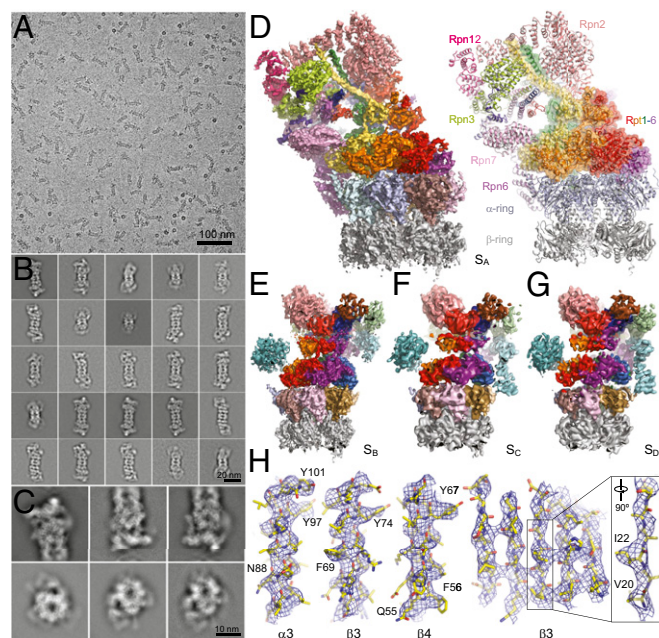 A
100 nm
B
20 nm
C
10 nm
D
Rpn12
Rpn2
Rpn3
Rpt1-6
Rpn7
Rpn6
α-ring
β-ring
SA
E
F
G
SB
SC
SD
H
Y101
Y97
N88
α3
Y74
F69
β3
Y67
F56
Q55
β4
β3
90º
I22
V20